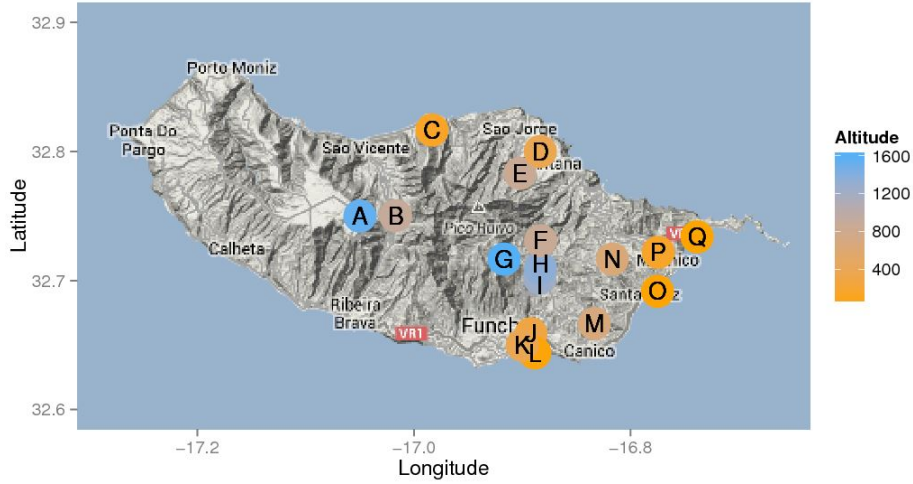 32.9
32.8
32.7
32.6
Latitude
−17.2
−17.0
−16.8
Longitude
Porto Moniz
Ponta Do
Pargo
Sao Vicente
Sao Jorge
Calheta
Pico Ruivo
Ribeira
Brava
VR1
Canico
C
D
E
A
B
F
G
H
I
N
P
Q
O
M
J
K
L
Altitude
1600
1200
800
400